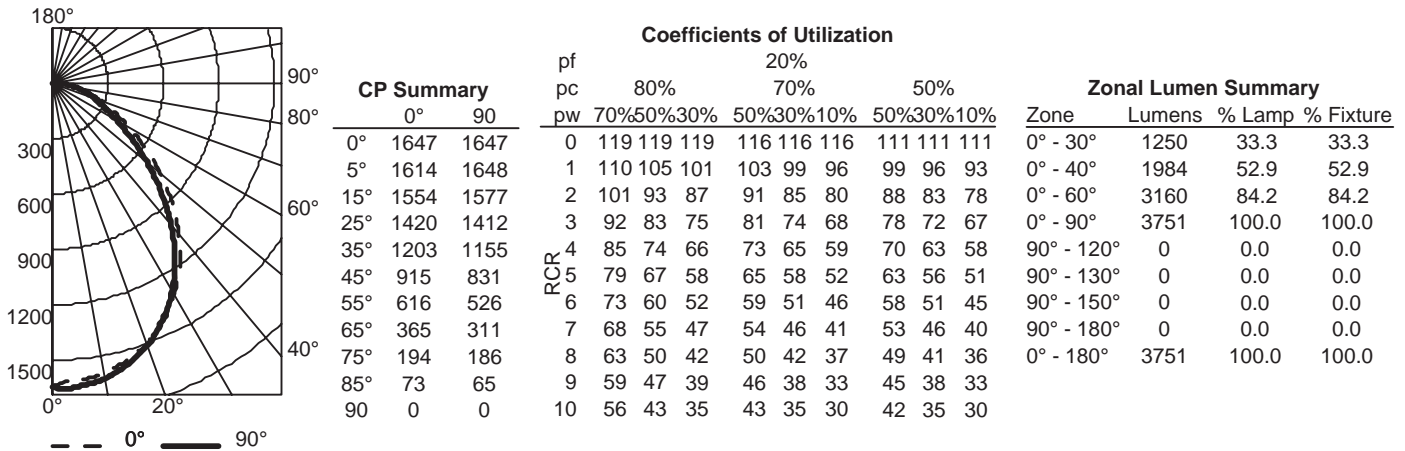 180°
90°
80°
60°
40°
300
600
900
1200
1500
0° 20°
0° 90°
CP Summary
0° 90
0° 1647 1647
5° 1614 1648
15° 1554 1577
25° 1420 1412
35° 1203 1155
45° 915 831
55° 616 526
65° 365 311
75° 194 186
85° 73 65
90 0 0
Coefficients of Utilization
pf 20%
pc 80% 70% 50%
pw 70%50%30% 50%30%10% 50%30%10%
RCR
0 119 119 119 116 116 116 111 111 111
1 110 105 101 103 99 96 99 96 93
2 101 93 87 91 85 80 88 83 78
3 92 83 75 81 74 68 78 72 67
4 85 74 66 73 65 59 70 63 58
5 79 67 58 65 58 52 63 56 51
6 73 60 52 59 51 46 58 51 45
7 68 55 47 54 46 41 53 46 40
8 63 50 42 50 42 37 49 41 36
9 59 47 39 46 38 33 45 38 33
10 56 43 35 43 35 30 42 35 30
Zonal Lumen Summary
Zone Lumens % Lamp % Fixture
0° - 30° 1250 33.3 33.3
0° - 40° 1984 52.9 52.9
0° - 60° 3160 84.2 84.2
0° - 90° 3751 100.0 100.0
90° - 120° 0 0.0 0.0
90° - 130° 0 0.0 0.0
90° - 150° 0 0.0 0.0
90° - 180° 0 0.0 0.0
0° - 180° 3751 100.0 100.0